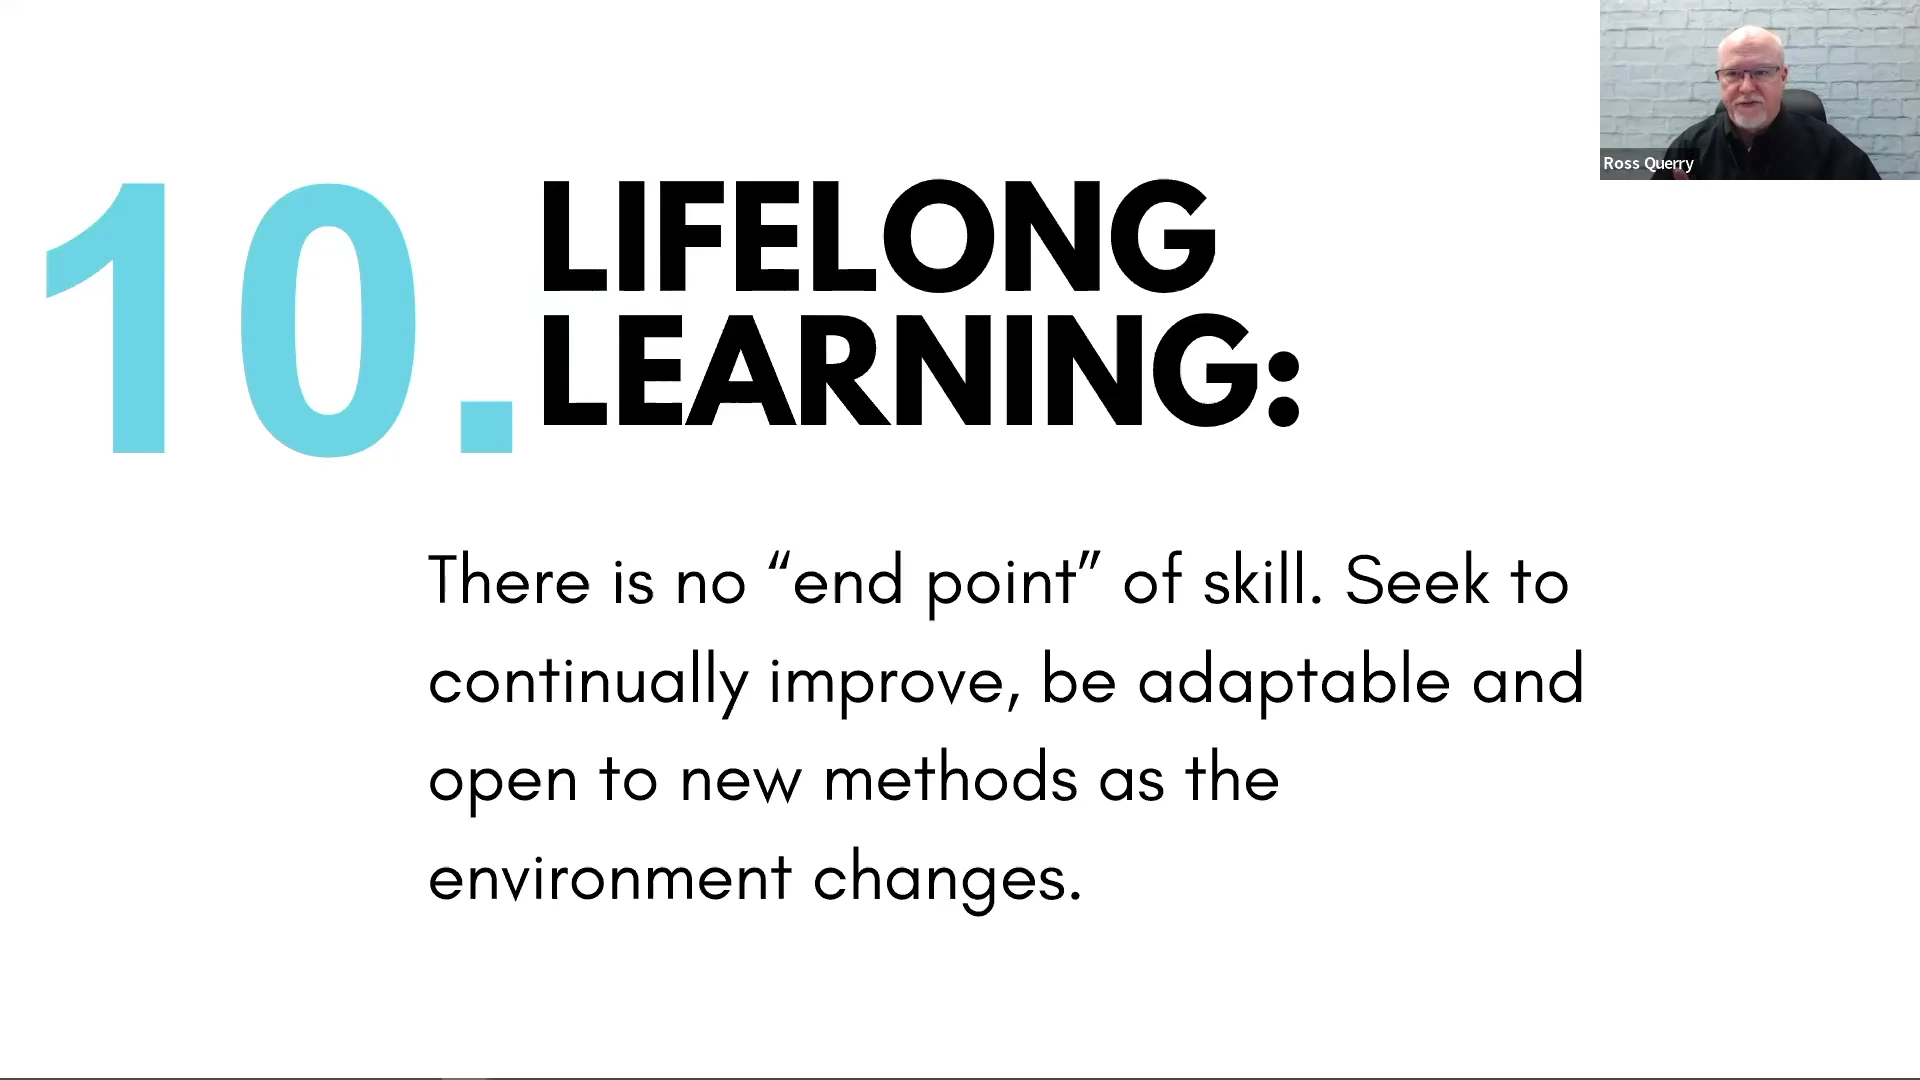 10.
LIFELONG
LEARNING:
There is no “end point” of skill. Seek to
continually improve, be adaptable and
open to new methods as the
environment changes.
Ross Querry